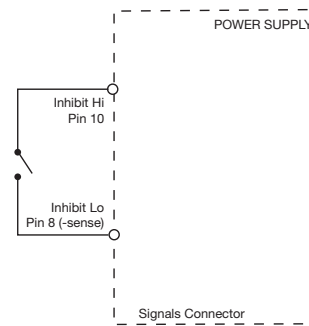 POWER SUPPLY
Inhibit Hi
Pin 10
Inhibit Lo
Pin 8 (-sense)
Signals Connector